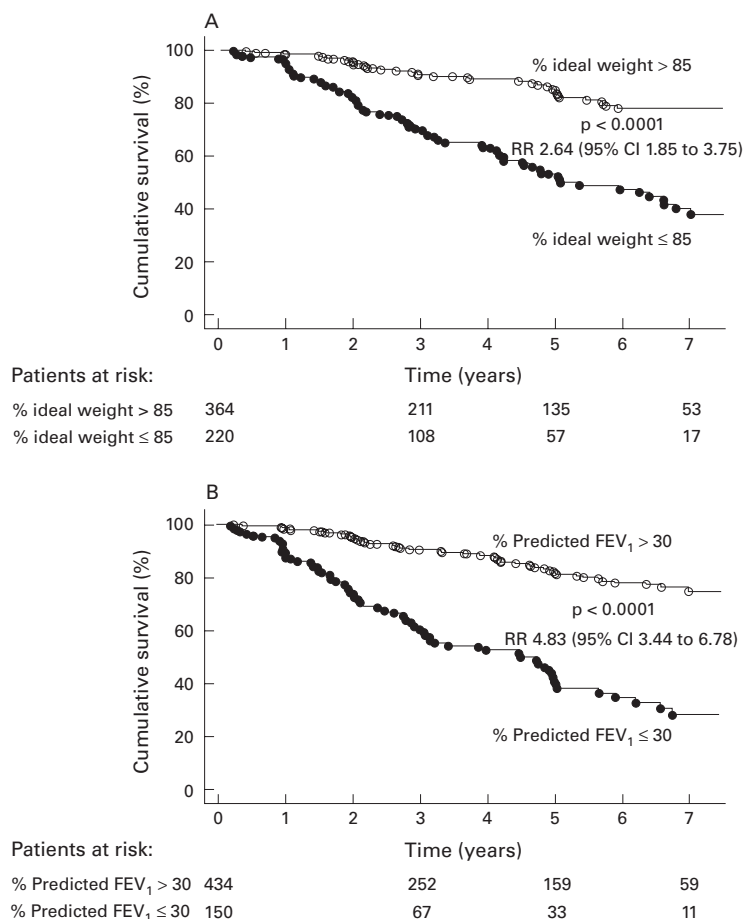 A
100
80
60
40
20
0
Cumulative survival (%)
% ideal weight > 85
p < 0.0001
RR 2.64 (95% CI 1.85 to 3.75)
% ideal weight ≤ 85
0 1 2 3 4 5 6 7
Patients at risk: Time (years)
% ideal weight > 85 364 211 135 53
% ideal weight ≤ 85 220 108 57 17
B
100
80
60
40
20
0
Cumulative survival (%)
% Predicted FEV₁ > 30
p < 0.0001
RR 4.83 (95% CI 3.44 to 6.78)
% Predicted FEV₁ ≤ 30
0 1 2 3 4 5 6 7
Patients at risk: Time (years)
% Predicted FEV₁ > 30 434 252 159 59
% Predicted FEV₁ ≤ 30 150 67 33 11